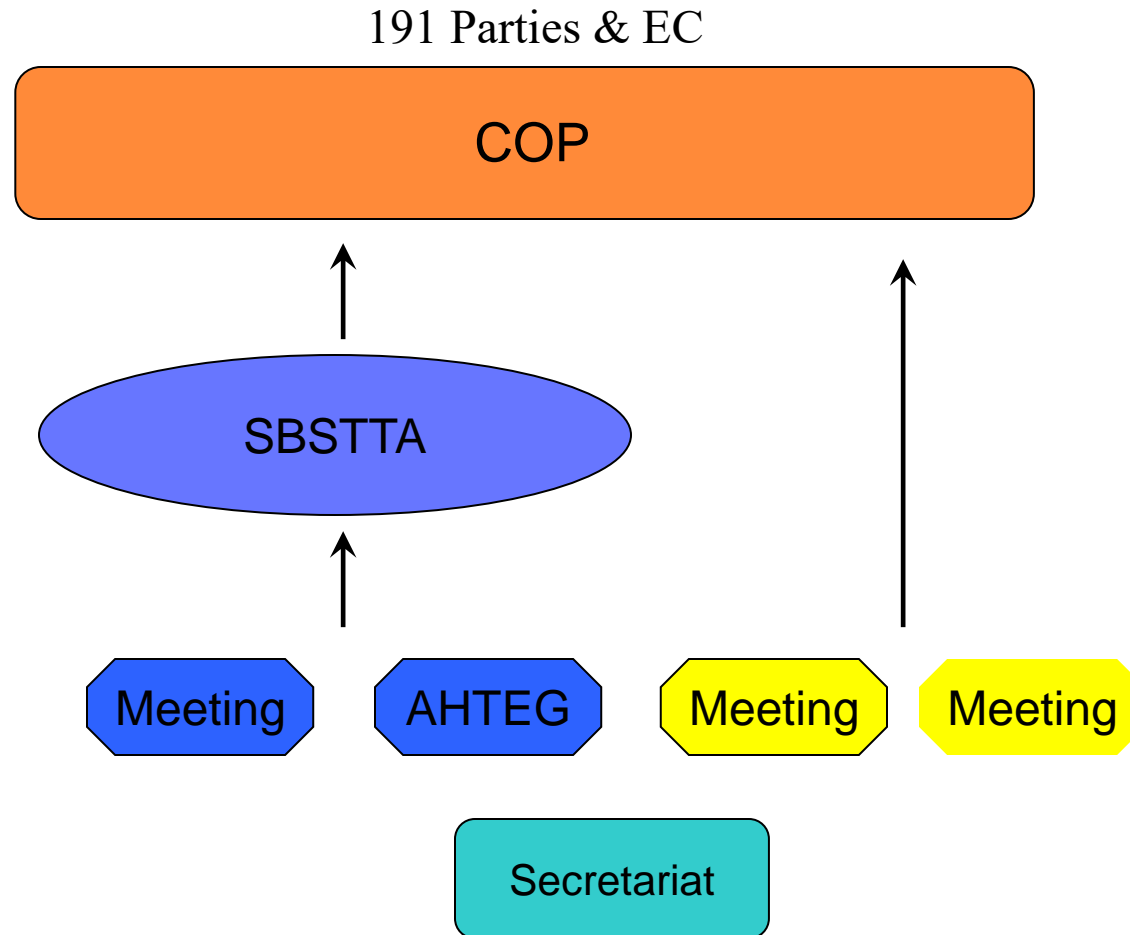 191 Parties & EC
COP
SBSTTA
Meeting
AHTEG
Meeting
Meeting
Secretariat